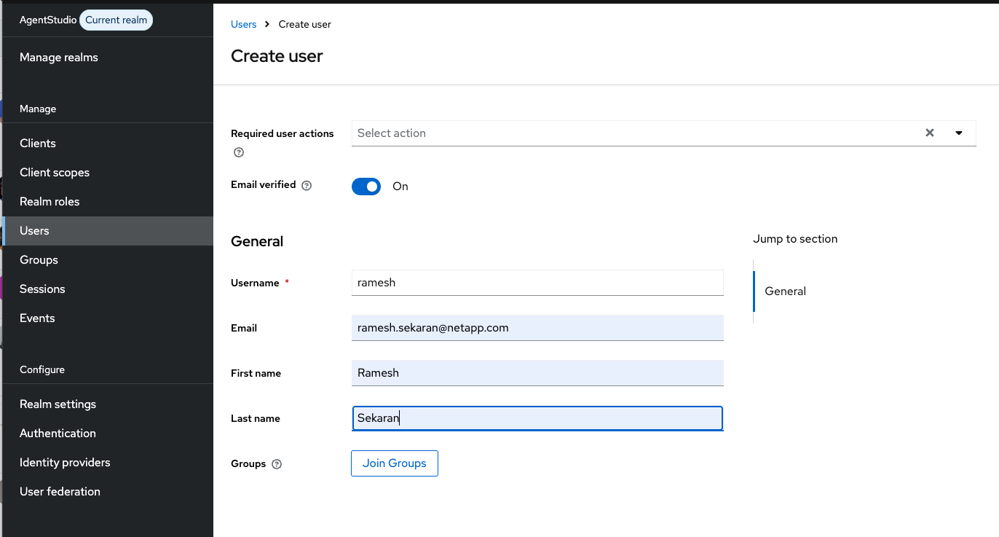 AgentStudio Current realm
Manage realms
Manage
Clients
Client scopes
Realm roles
Users
Groups
Sessions
Events
Configure
Realm settings
Authentication
Identity providers
User federation
Users Create user
Create user
Required user actions
Select action
Email verified
On
General
Username *
ramesh
Email
ramesh.sekaran@netapp.com
First name
Ramesh
Last name
Sekaran
Groups
Join Groups
Jump to section
General